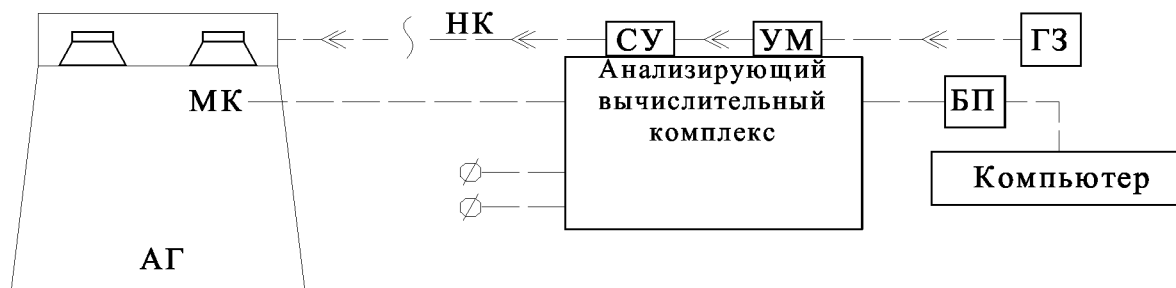 НК
СУ
УМ
ГЗ
МК
Анализирующий
вычислительный
комплекс
БП
Компьютер
АГ